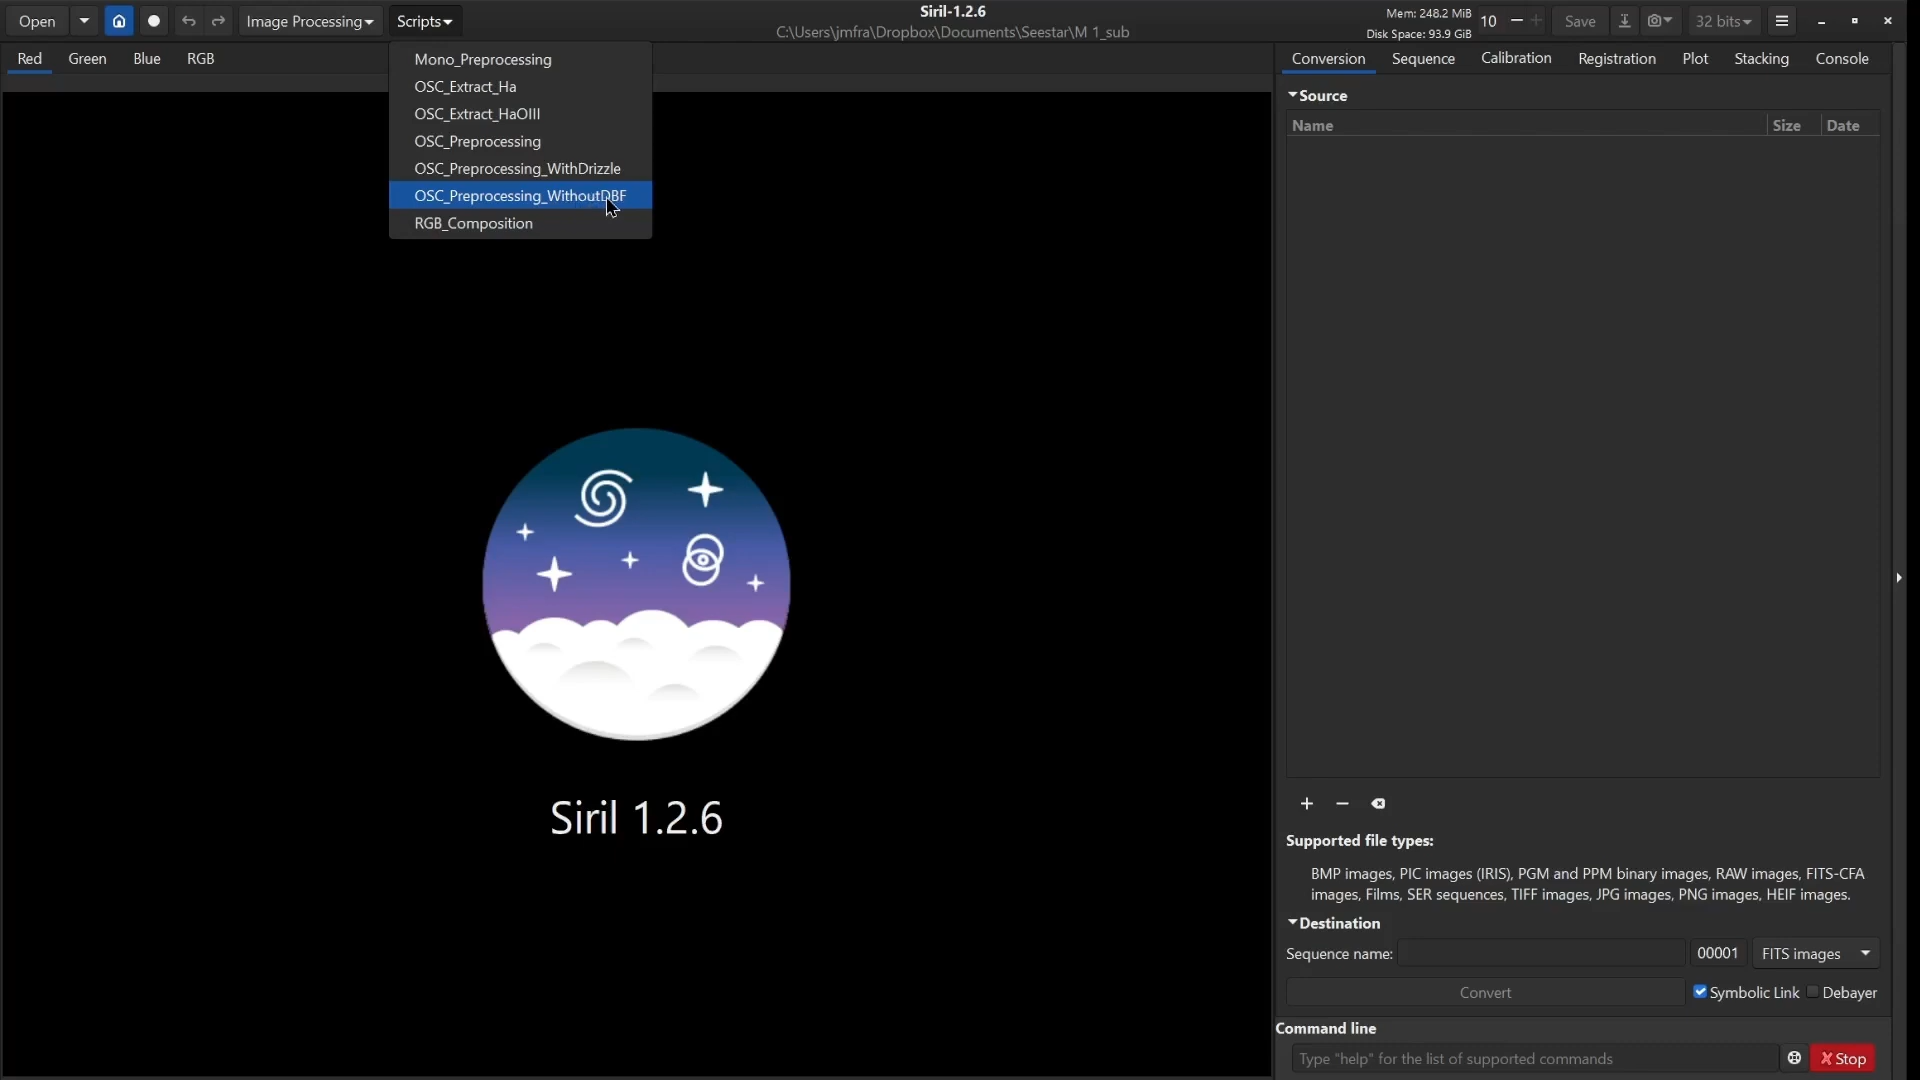 Open
Image Processing
Scripts
Siril-1.2.6
C:\Users\jmfra\Dropbox\Documents\Seestar\M 1_sub
Mem: 248.2 MiB
Disk Space: 93.9 GiB
10
Save
32 bits
Red
Green
Blue
RGB
Mono_Preprocessing
OSC_Extract_Ha
OSC_Extract_HaOIII
OSC_Preprocessing
OSC_Preprocessing_WithDrizzle
OSC_Preprocessing_WithoutDBF
RGB_Composition
Siril 1.2.6
Conversion
Sequence
Calibration
Registration
Plot
Stacking
Console
Source
Name
Size
Date
Supported file types:
BMP images, PIC images (IRIS), PGM and PPM binary images, RAW images, FITS-CFA
images, Films, SER sequences, TIFF images, JPG images, PNG images, HEIF images.
Destination
Sequence name:
00001
FITS images
Convert
Symbolic Link
Debayer
Command line
Type "help" for the list of supported commands
Stop